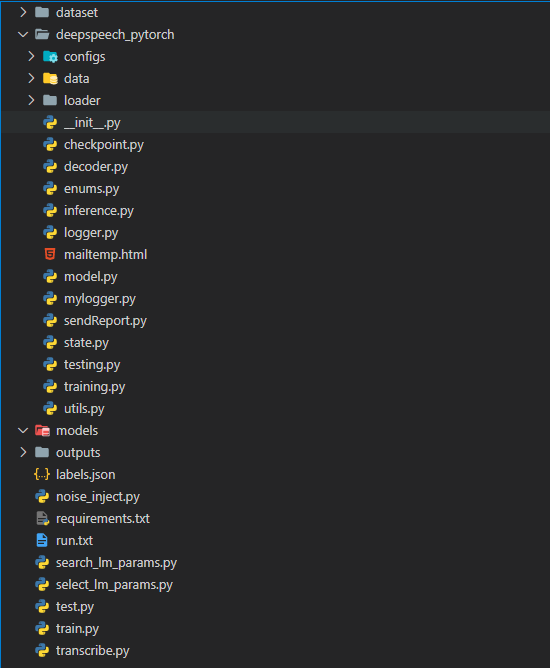 dataset
deepspeech_pytorch
configs
data
loader
__init__.py
checkpoint.py
decoder.py
enums.py
inference.py
logger.py
mailtemp.html
model.py
mylogger.py
sendReport.py
state.py
testing.py
training.py
utils.py
models
outputs
labels.json
noise_inject.py
requirements.txt
run.txt
search_lm_params.py
select_lm_params.py
test.py
train.py
transcribe.py